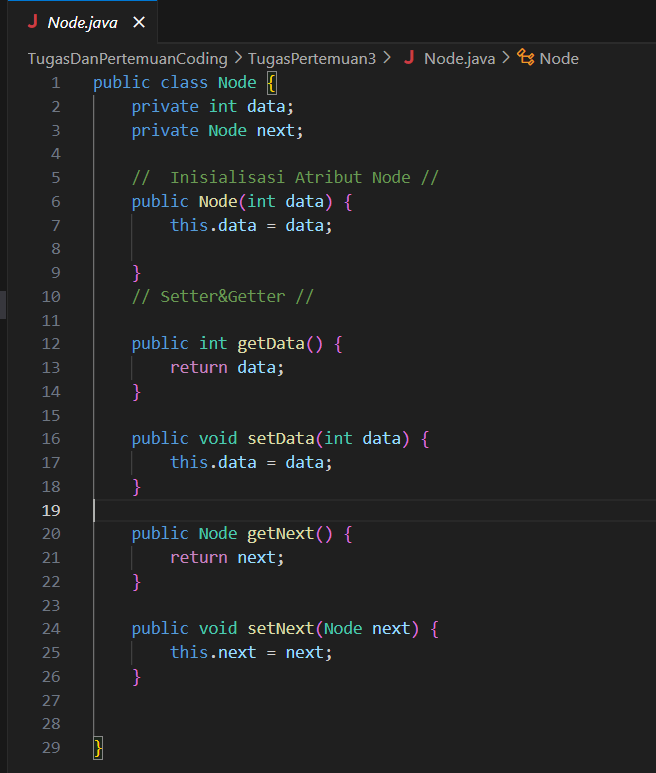 J Node.java ×
TugasDanPertemuanCoding > TugasPertemuan3 > J Node.java > Node
1 public class Node {
2     private int data;
3     private Node next;
4
5     //  Inisialisasi Atribut Node //
6     public Node(int data) {
7         this.data = data;
8
9     }
10     // Setter&Getter //
11
12     public int getData() {
13         return data;
14     }
15
16     public void setData(int data) {
17         this.data = data;
18     }
19
20     public Node getNext() {
21         return next;
22     }
23
24     public void setNext(Node next) {
25         this.next = next;
26     }
27
28
29 }